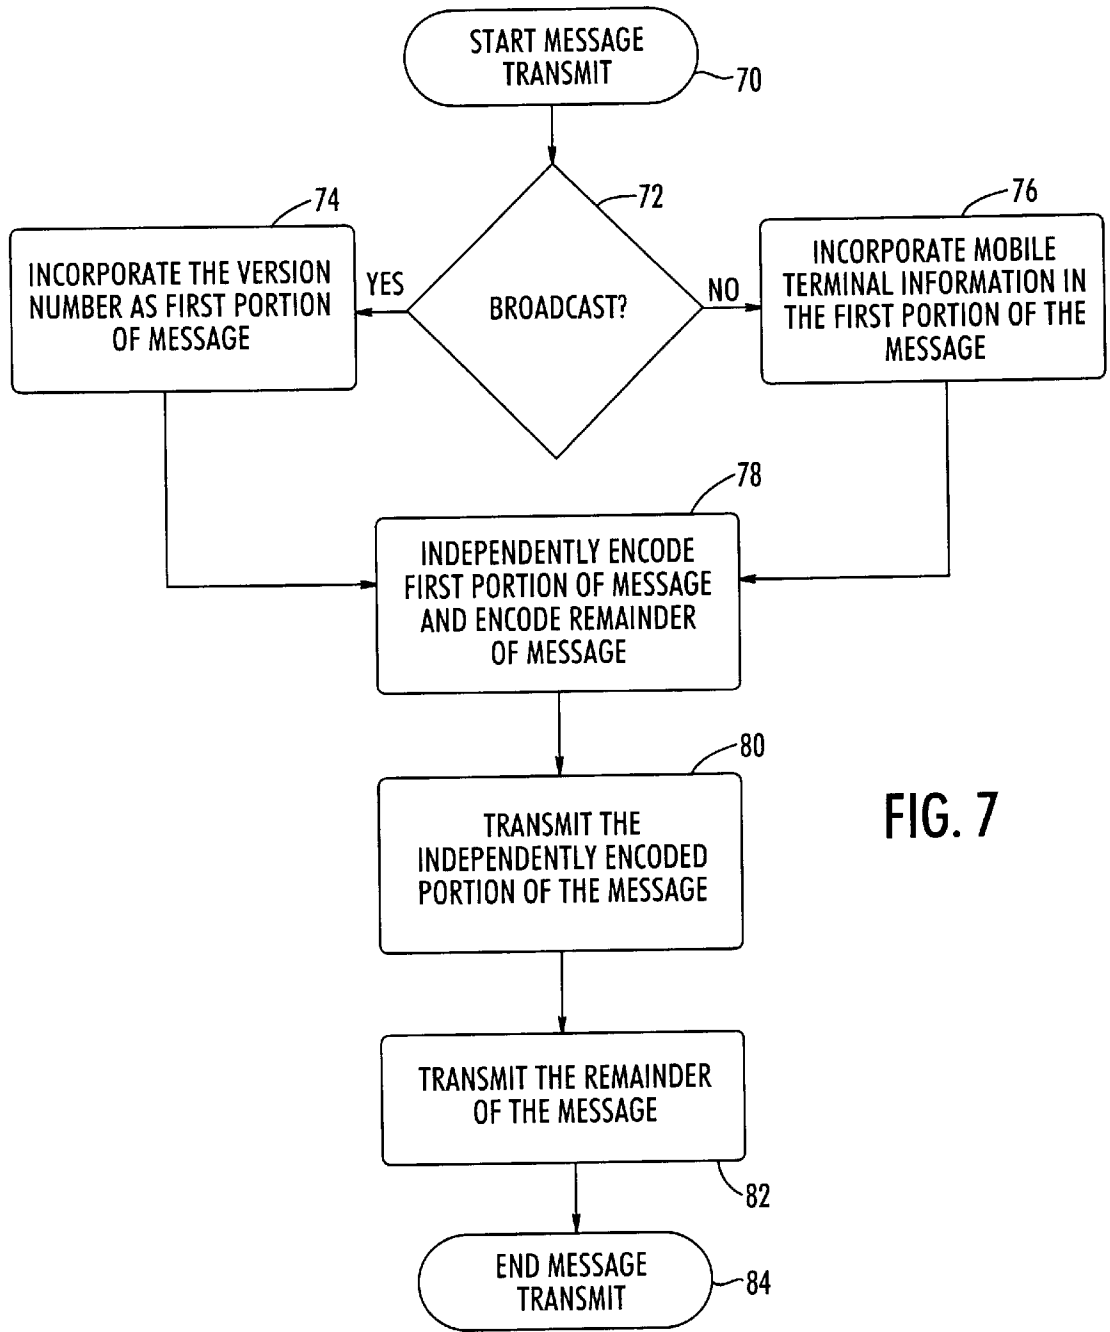 START MESSAGE
TRANSMIT
70
72
74
76
INCORPORATE THE VERSION
NUMBER AS FIRST PORTION
OF MESSAGE
YES
BROADCAST?
NO
INCORPORATE MOBILE
TERMINAL INFORMATION IN
THE FIRST PORTION OF THE
MESSAGE
78
INDEPENDENTLY ENCODE
FIRST PORTION OF MESSAGE
AND ENCODE REMAINDER
OF MESSAGE
80
TRANSMIT THE
INDEPENDENTLY ENCODED
PORTION OF THE MESSAGE
FIG. 7
TRANSMIT THE REMAINDER
OF THE MESSAGE
82
END MESSAGE
TRANSMIT
84